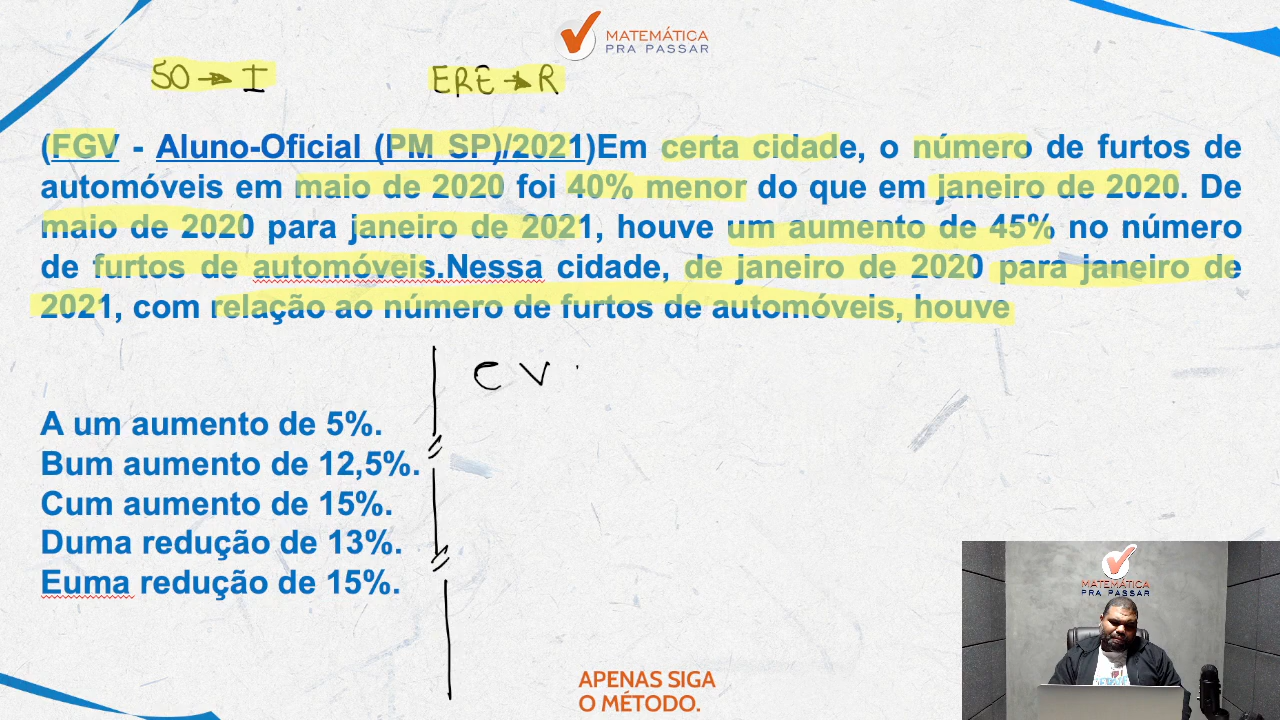 MATEMÁTICA
PRA PASSAR
SO → I
ERE → R
(FGV - Aluno-Oficial (PM SP)/2021)Em certa cidade, o número de furtos de
automóveis em maio de 2020 foi 40% menor do que em janeiro de 2020. De
maio de 2020 para janeiro de 2021, houve um aumento de 45% no número
de furtos de automóveis.Nessa cidade, de janeiro de 2020 para janeiro de
2021, com relação ao número de furtos de automóveis, houve
C V
A um aumento de 5%.
Bum aumento de 12,5%.
Cum aumento de 15%.
Duma redução de 13%.
Euma redução de 15%.
MATEMÁTICA
PRA PASSAR
APENAS SIGA
O MÉTODO.